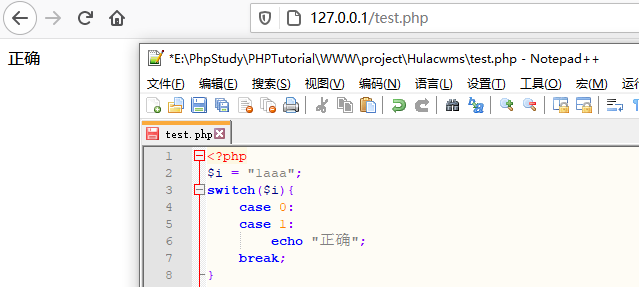 127.0.0.1/test.php
正确
*E:\PhpStudy\PHPTutorial\WWW\project\Hulacwms\test.php - Notepad++
文件(F) 编辑(E) 搜索(S) 视图(V) 编码(N) 语言(L) 设置(T) 工具(O) 宏(M) 运行
test.php
1 <?php
2 $i = "1aaa";
3 switch($i){
4 case 0:
5 case 1:
6 echo "正确";
7 break;
8 }